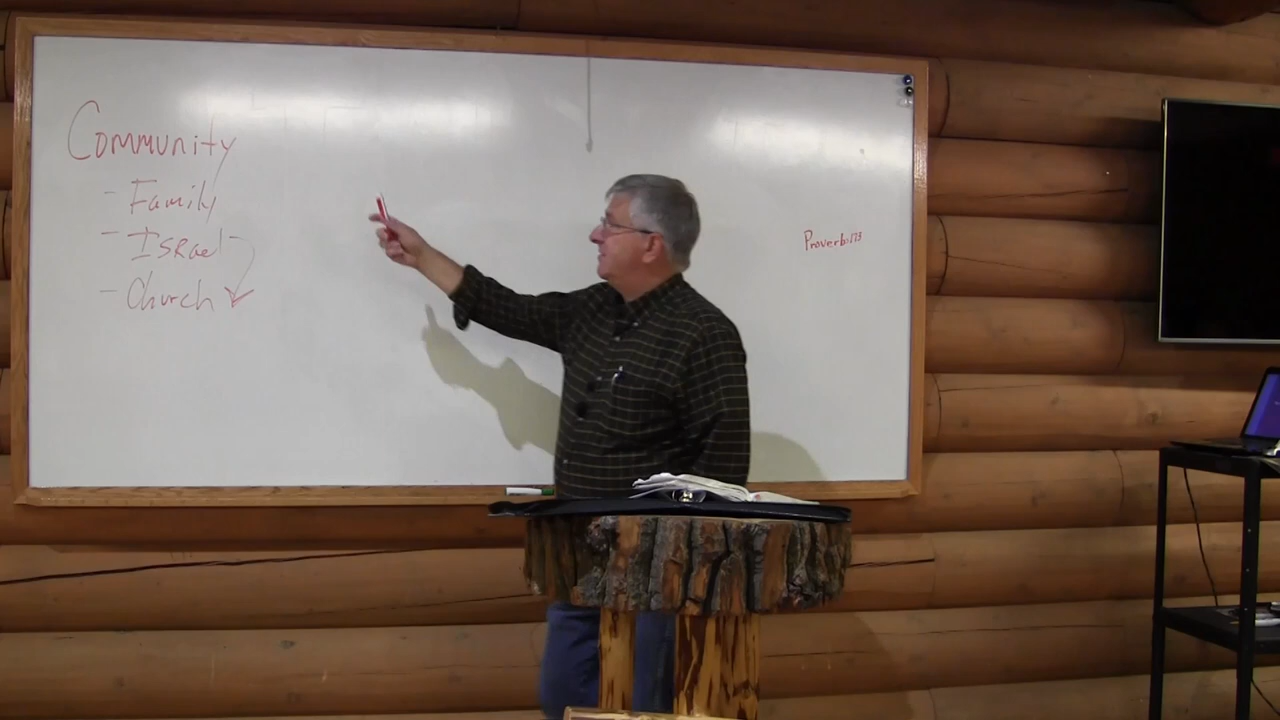 Community
- Family
- Israel
- Church
Proverbs